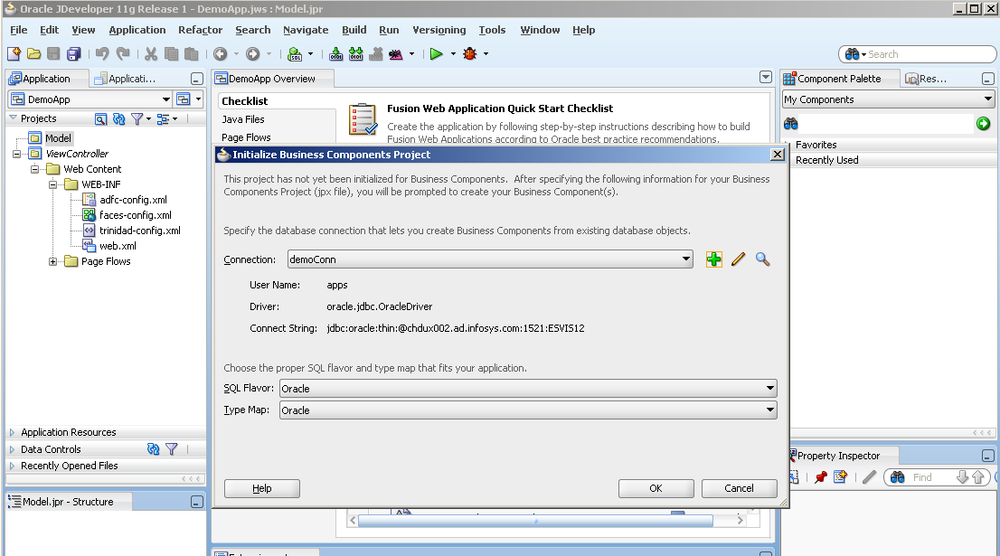 Oracle JDeveloper 11g Release 1 - DemoApp.jws : Model.jpr
File Edit View Application Refactor Search Navigate Build Run Versioning Tools Window Help
Search
Application Applicati...
DemoApp
Projects
Model
ViewController
Web Content
WEB-INF
adfc-config.xml
faces-config.xml
trinidad-config.xml
web.xml
Page Flows
Application Resources
Data Controls
Recently Opened Files
Model.jpr - Structure
DemoApp Overview
Checklist
Java Files
Page Flows
Fusion Web Application Quick Start Checklist
Create the application by following step-by-step instructions describing how to build
Fusion Web Applications according to Oracle best practice recommendations.
Initialize Business Components Project
This project has not yet been initialized for Business Components. After specifying the following information for your Business
Components Project (jpx file), you will be prompted to create your Business Component(s).
Specify the database connection that lets you create Business Components from existing database objects.
Connection: demoConn
User Name: apps
Driver: oracle.jdbc.OracleDriver
Connect String: jdbc:oracle:thin:@chdux002.ad.infosys.com:1521:ESVIS12
Choose the proper SQL flavor and type map that fits your application.
SQL Flavor: Oracle
Type Map: Oracle
Help OK Cancel
Component Palette Res...
My Components
Favorites
Recently Used
Property Inspector
Find